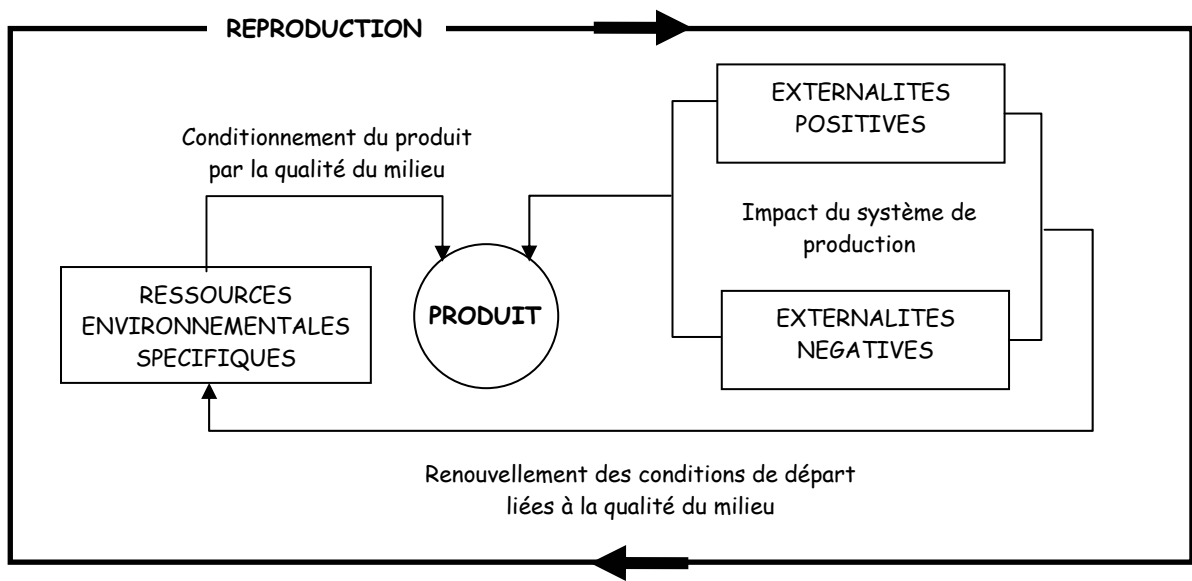 REPRODUCTION
EXTERNALITES
POSITIVES
Conditionnement du produit
par la qualité du milieu
Impact du système de
production
RESSOURCES
ENVIRONNEMENTALES
SPECIFIQUES
PRODUIT
EXTERNALITES
NEGATIVES
Renouvellement des conditions de départ
liées à la qualité du milieu